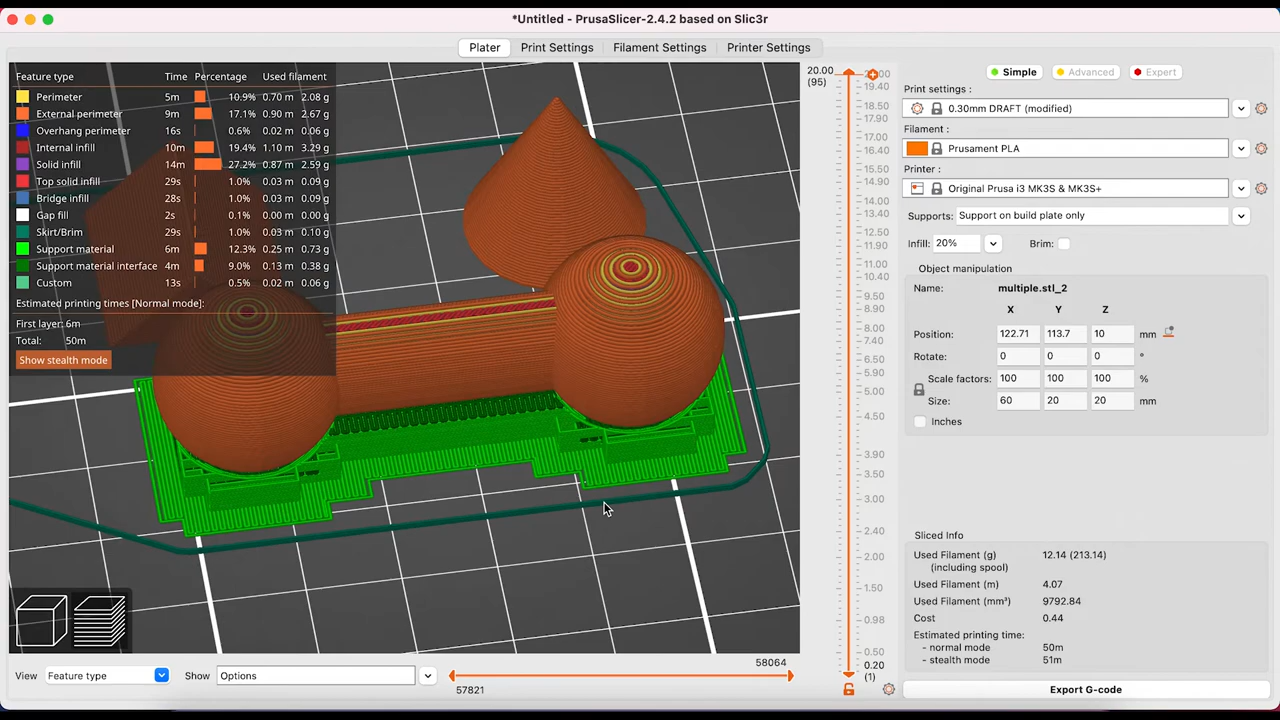 *Untitled - PrusaSlicer-2.4.2 based on Slic3r
Plater Print Settings Filament Settings Printer Settings
Feature type Time Percentage Used filament
Perimeter 5m 10.9% 0.70 m 2.08 g
External perimeter 9m 17.1% 0.90 m 2.67 g
Overhang perimeter 16s 0.6% 0.02 m 0.06 g
Internal infill 10m 19.4% 1.10 m 3.29 g
Solid infill 14m 27.2% 0.87 m 2.59 g
Top solid infill 29s 1.0% 0.03 m 0.09 g
Bridge infill 28s 1.0% 0.03 m 0.09 g
Gap fill 2s 0.1% 0.00 m 0.00 g
Skirt/Brim 29s 1.0% 0.03 m 0.10 g
Support material 6m 12.3% 0.25 m 0.73 g
Support material interface 4m 9.0% 0.13 m 0.38 g
Custom 13s 0.5% 0.02 m 0.06 g
Estimated printing times [Normal mode]:
First layer: 6m
Total: 50m
Show stealth mode
20.00
(95)
19.40
18.50
17.90
17.00
16.40
15.50
14.90
14.00
13.40
12.50
11.90
11.00
10.40
9.50
8.90
8.00
7.40
6.50
5.90
5.00
4.50
3.90
3.50
3.00
2.40
2.00
1.50
0.98
0.50
0.20
(1)
View Feature type Show Options
58064
57821
Simple Advanced Expert
Print settings :
0.30mm DRAFT (modified)
Filament :
Prusament PLA
Printer :
Original Prusa i3 MK3S & MK3S+
Supports: Support on build plate only
Infill: 20% Brim:
Object manipulation
Name: multiple.stl_2
X Y Z
Position: 122.71 113.7 10 mm
Rotate: 0 0 0 °
Scale factors: 100 100 100 %
Size: 60 20 20 mm
Inches
Sliced Info
Used Filament (g) 12.14 (213.14)
(including spool)
Used Filament (m) 4.07
Used Filament (mm³) 9792.84
Cost 0.44
Estimated printing time:
- normal mode 50m
- stealth mode 51m
Export G-code